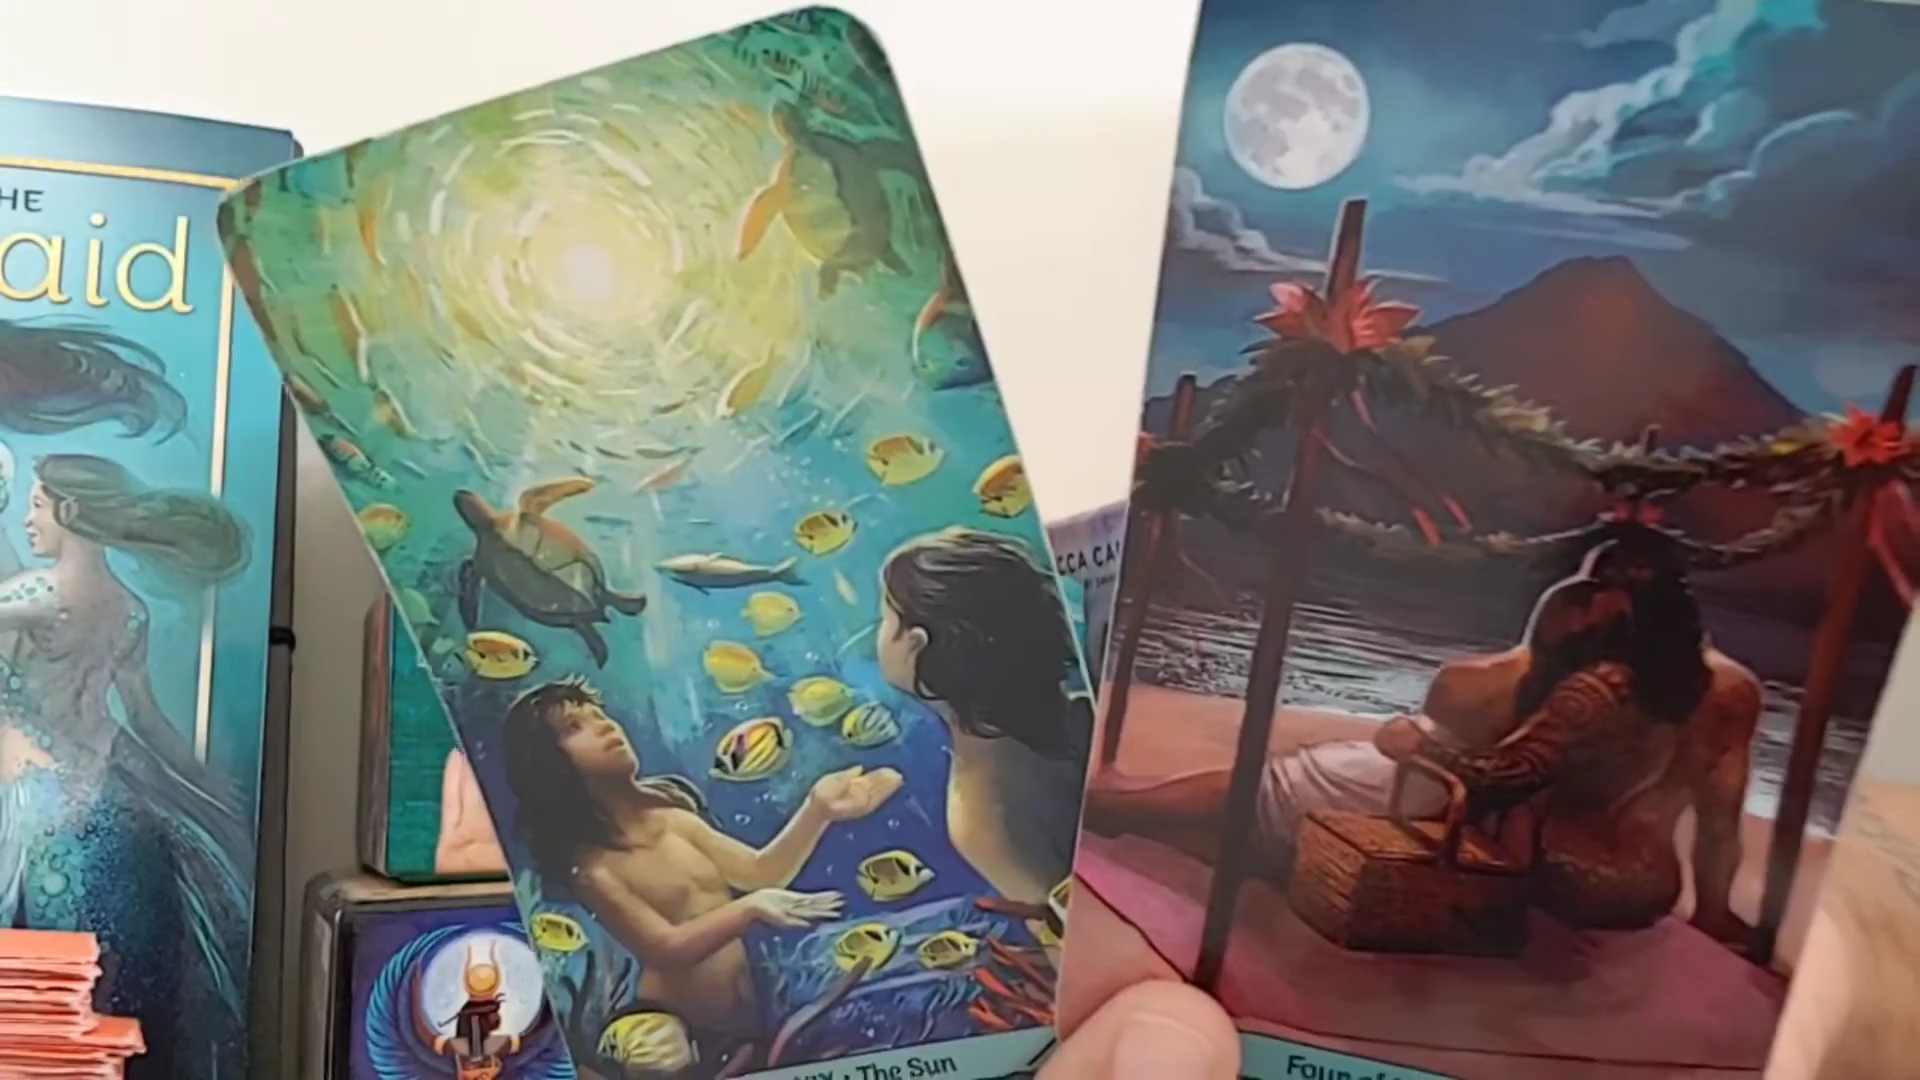 HE
aid
CCA CA
XIX • The Sun
Four of